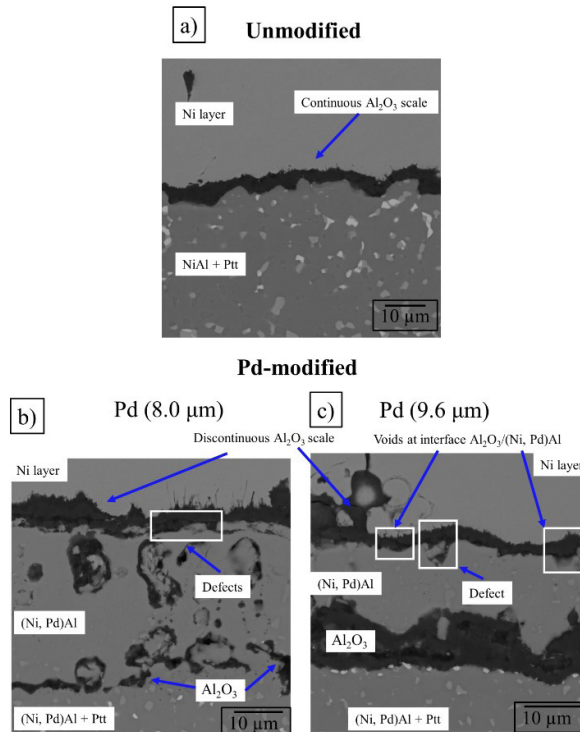 a)
Unmodified
Ni layer
Continuous Al₂O₃ scale
NiAl + Ptt
10 μm
Pd-modified
b)
Pd (8.0 μm)
c)
Pd (9.6 μm)
Discontinuous Al₂O₃ scale
Voids at interface Al₂O₃/(Ni, Pd)Al
Ni layer
Ni layer
Defects
(Ni, Pd)Al
Al₂O₃
(Ni, Pd)Al + Ptt
10 μm
(Ni, Pd)Al
Defect
Al₂O₃
(Ni, Pd)Al + Ptt
10 μm